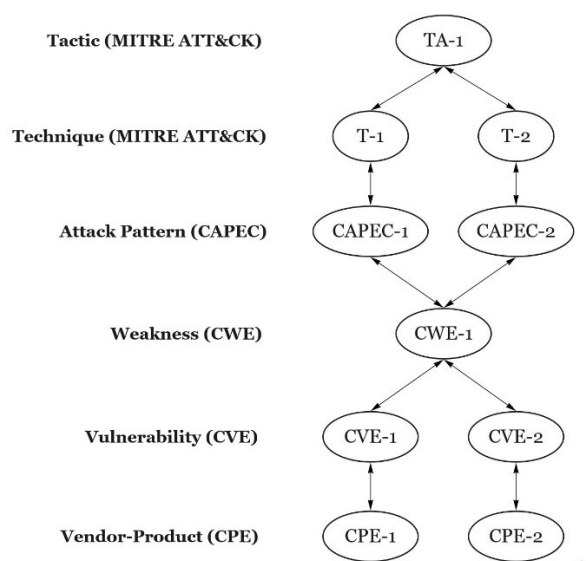 Tactic (MITRE ATT&CK) TA-1
Technique (MITRE ATT&CK) T-1 T-2
Attack Pattern (CAPEC) CAPEC-1 CAPEC-2
Weakness (CWE) CWE-1
Vulnerability (CVE) CVE-1 CVE-2
Vendor-Product (CPE) CPE-1 CPE-2